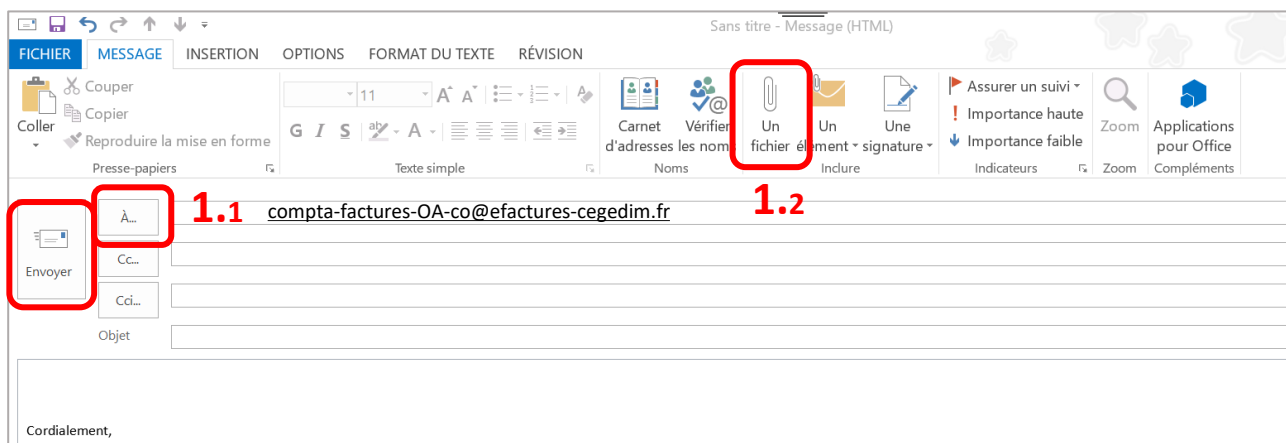 Sans titre - Message (HTML)
FICHIER MESSAGE INSERTION OPTIONS FORMAT DU TEXTE RÉVISION
Coller
Couper
Copier
Reproduire la mise en forme
Presse-papiers
11 A A
G I S aby A
Texte simple
Carnet d'adresses
Vérifier les noms
Noms
Un fichier
Un élément
Une signature
Inclure
Assurer un suivi
! Importance haute
Importance faible
Indicateurs
Zoom
Zoom
Applications pour Office
Compléments
Envoyer
À...
1.1
compta-factures-OA-co@efactures-cegedim.fr
1.2
Cc...
Cci...
Objet
Cordialement,